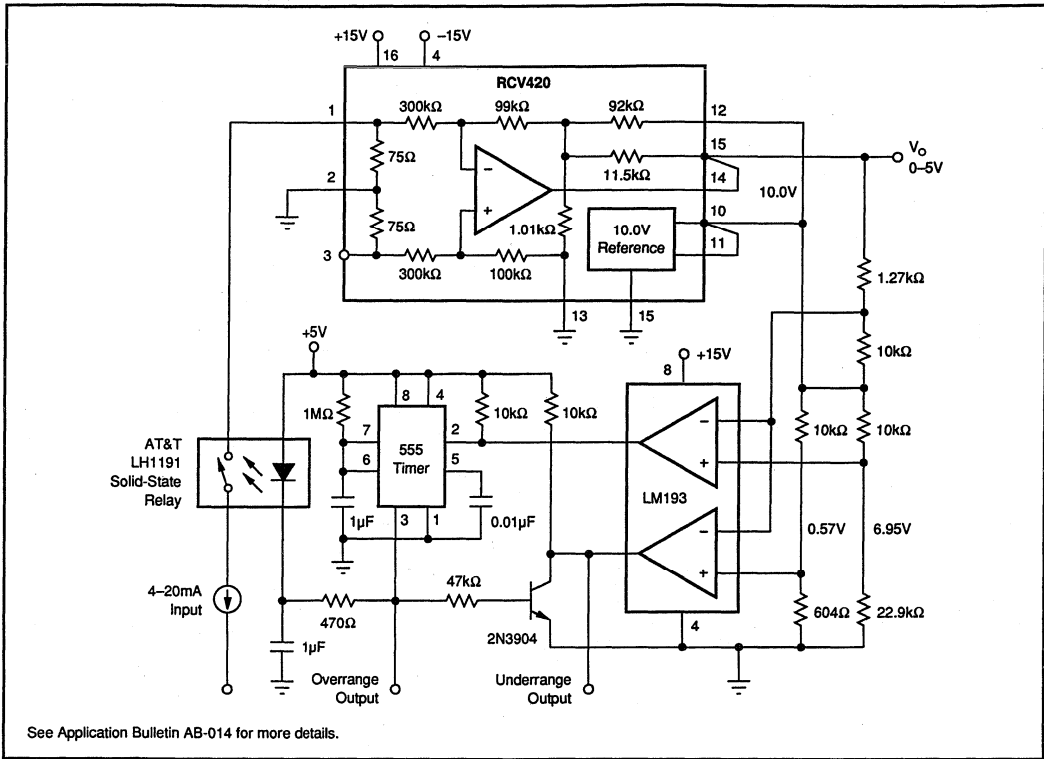 +15V
–15V
16
4
RCV420
1
300kΩ
99kΩ
92kΩ
12
15
Vo
0–5V
75Ω
11.5kΩ
14
2
10.0V
75Ω
10
1.01kΩ
10.0V
Reference
11
3
300kΩ
100kΩ
1.27kΩ
13
15
+5V
+15V
8
10kΩ
1MΩ
8
4
10kΩ
10kΩ
10kΩ
10kΩ
7
555
Timer
2
–
+
AT&T
LH1191
Solid-State
Relay
6
5
LM193
1µF
3
1
0.01µF
–
+
0.57V
6.95V
4–20mA
Input
47kΩ
470Ω
2N3904
4
604Ω
22.9kΩ
1µF
Overrange
Output
Underrange
Output
–
+
See Application Bulletin AB-014 for more details.